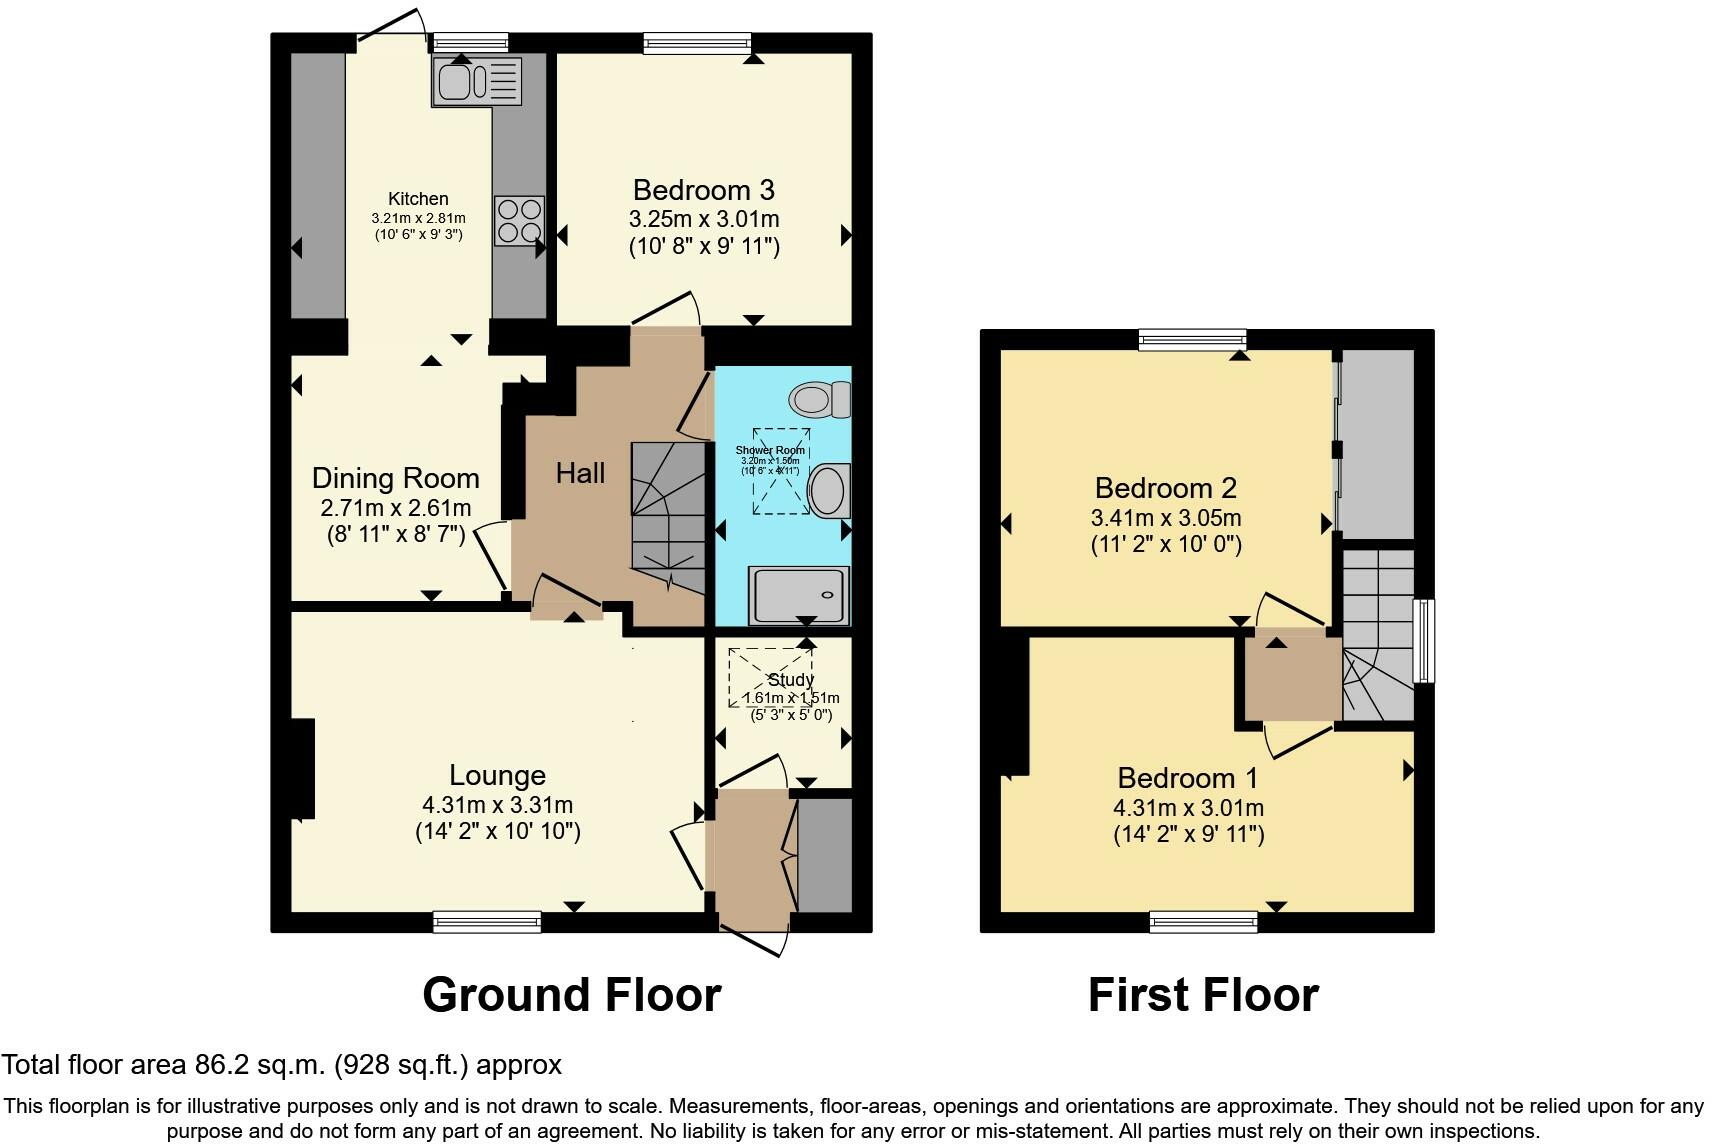 Kitchen
3.21m x 2.81m
(10' 6" x 9' 3")
Bedroom 3
3.25m x 3.01m
(10' 8" x 9' 11")
Dining Room
2.71m x 2.61m
(8' 11" x 8' 7")
Hall
Shower Room
3.20m x 1.50m
(10' 6" x 4' 11")
Study
1.61m x 1.51m
(5' 3" x 5' 0")
Lounge
4.31m x 3.31m
(14' 2" x 10' 10")
Bedroom 2
3.41m x 3.05m
(11' 2" x 10' 0")
Bedroom 1
4.31m x 3.01m
(14' 2" x 9' 11")
Ground Floor
First Floor
Total floor area 86.2 sq.m. (928 sq.ft.) approx
This floorplan is for illustrative purposes only and is not drawn to scale. Measurements, floor-areas, openings and orientations are approximate. They should not be relied upon for any
purpose and do not form any part of an agreement. No liability is taken for any error or mis-statement. All parties must rely on their own inspections.